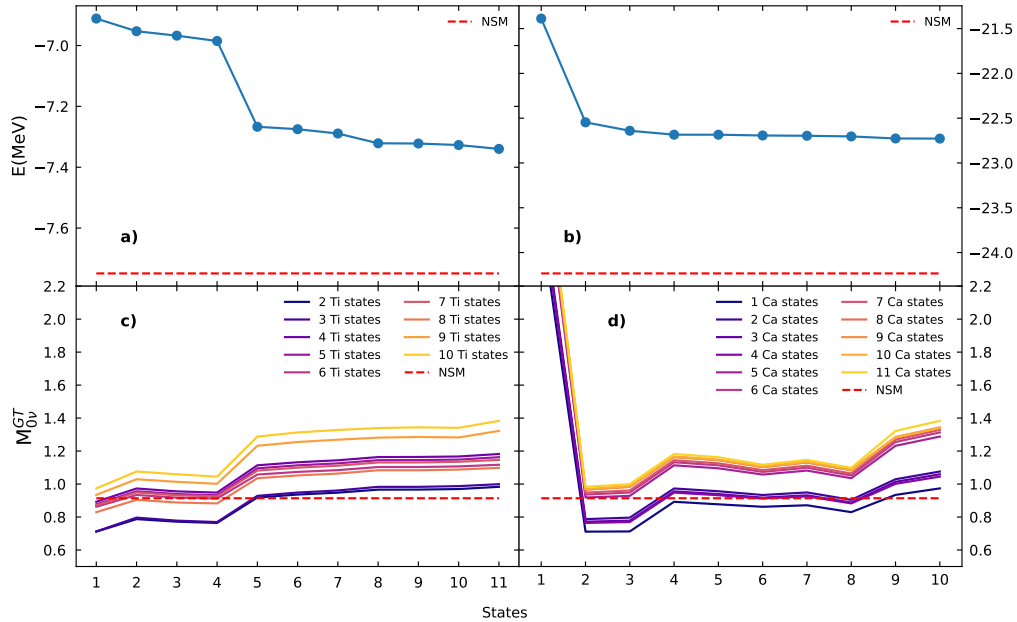 NSM
NSM
−7.0
−7.2
−7.4
−7.6
E(MeV)
a)
b)
−21.5
−22.0
−22.5
−23.0
−23.5
−24.0
2.2
2.0
1.8
1.6
1.4
1.2
1.0
0.8
0.6
M^{GT}_{0ν}
c)
2 Ti states
3 Ti states
4 Ti states
5 Ti states
6 Ti states
7 Ti states
8 Ti states
9 Ti states
10 Ti states
NSM
d)
1 Ca states
2 Ca states
3 Ca states
4 Ca states
5 Ca states
6 Ca states
7 Ca states
8 Ca states
9 Ca states
10 Ca states
11 Ca states
NSM
2.2
2.0
1.8
1.6
1.4
1.2
1.0
0.8
0.6
1 2 3 4 5 6 7 8 9 10 11
1 2 3 4 5 6 7 8 9 10
States